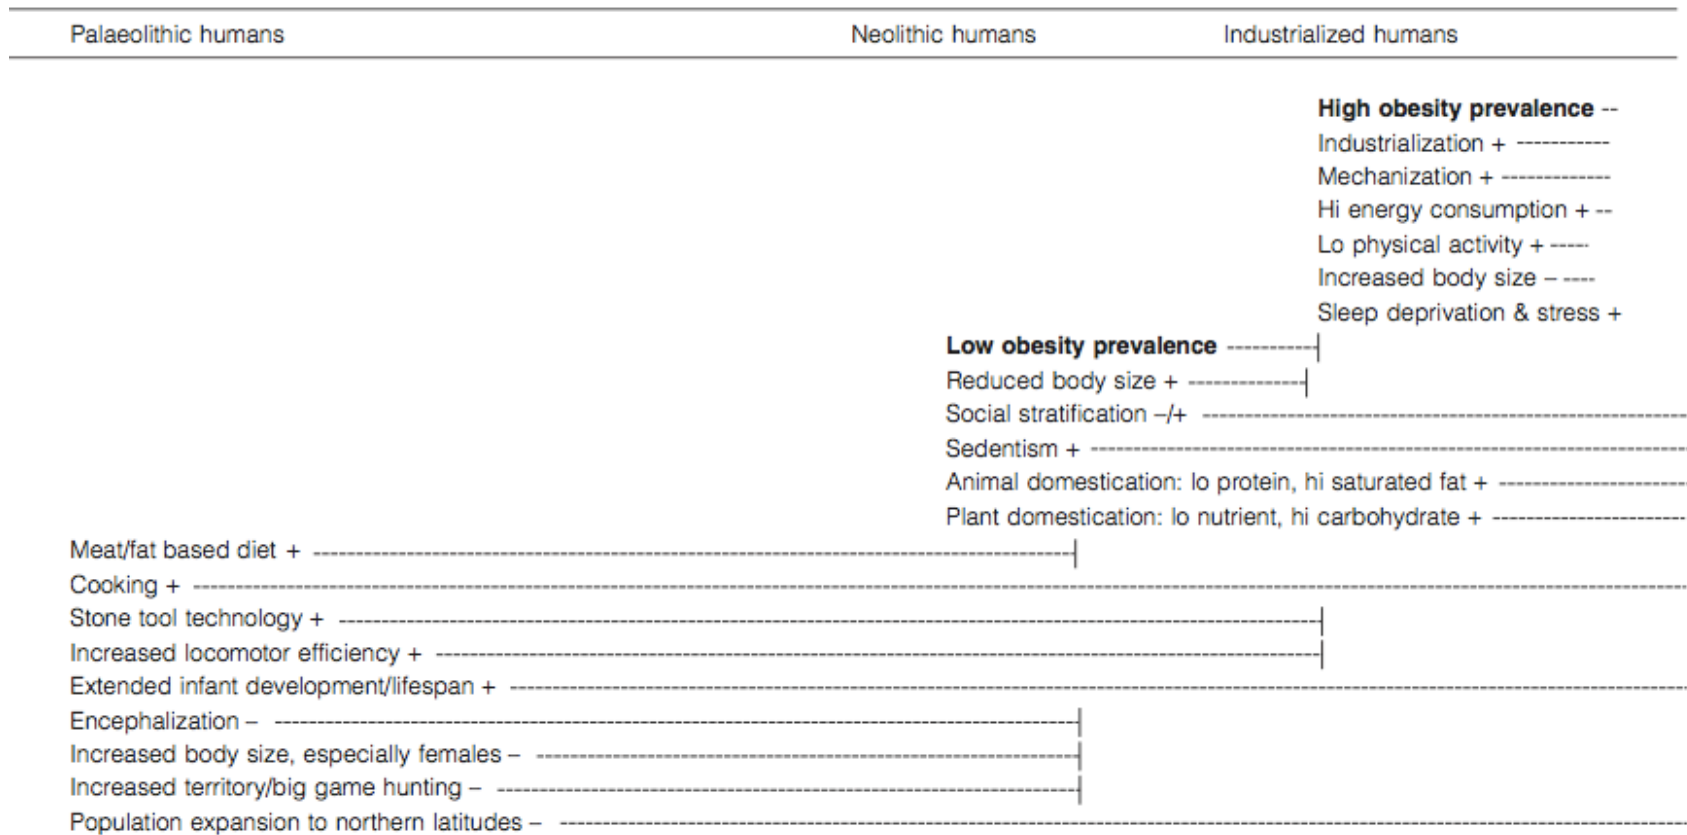 Palaeolithic humans Neolithic humans Industrialized humans
High obesity prevalence --
Industrialization + -----------
Mechanization + -------------
Hi energy consumption + --
Lo physical activity + -----
Increased body size – ----
Sleep deprivation & stress +
Low obesity prevalence -----------|
Reduced body size + --------------|
Social stratification –/+ ----------
Sedentism + ----------
Animal domestication: lo protein, hi saturated fat + ----------
Plant domestication: lo nutrient, hi carbohydrate + ----------
Meat/fat based diet + ----------|
Cooking + ----------
Stone tool technology + ----------|
Increased locomotor efficiency + ----------|
Extended infant development/lifespan + ----------
Encephalization – ----------|
Increased body size, especially females – ----------|
Increased territory/big game hunting – ----------|
Population expansion to northern latitudes – ----------